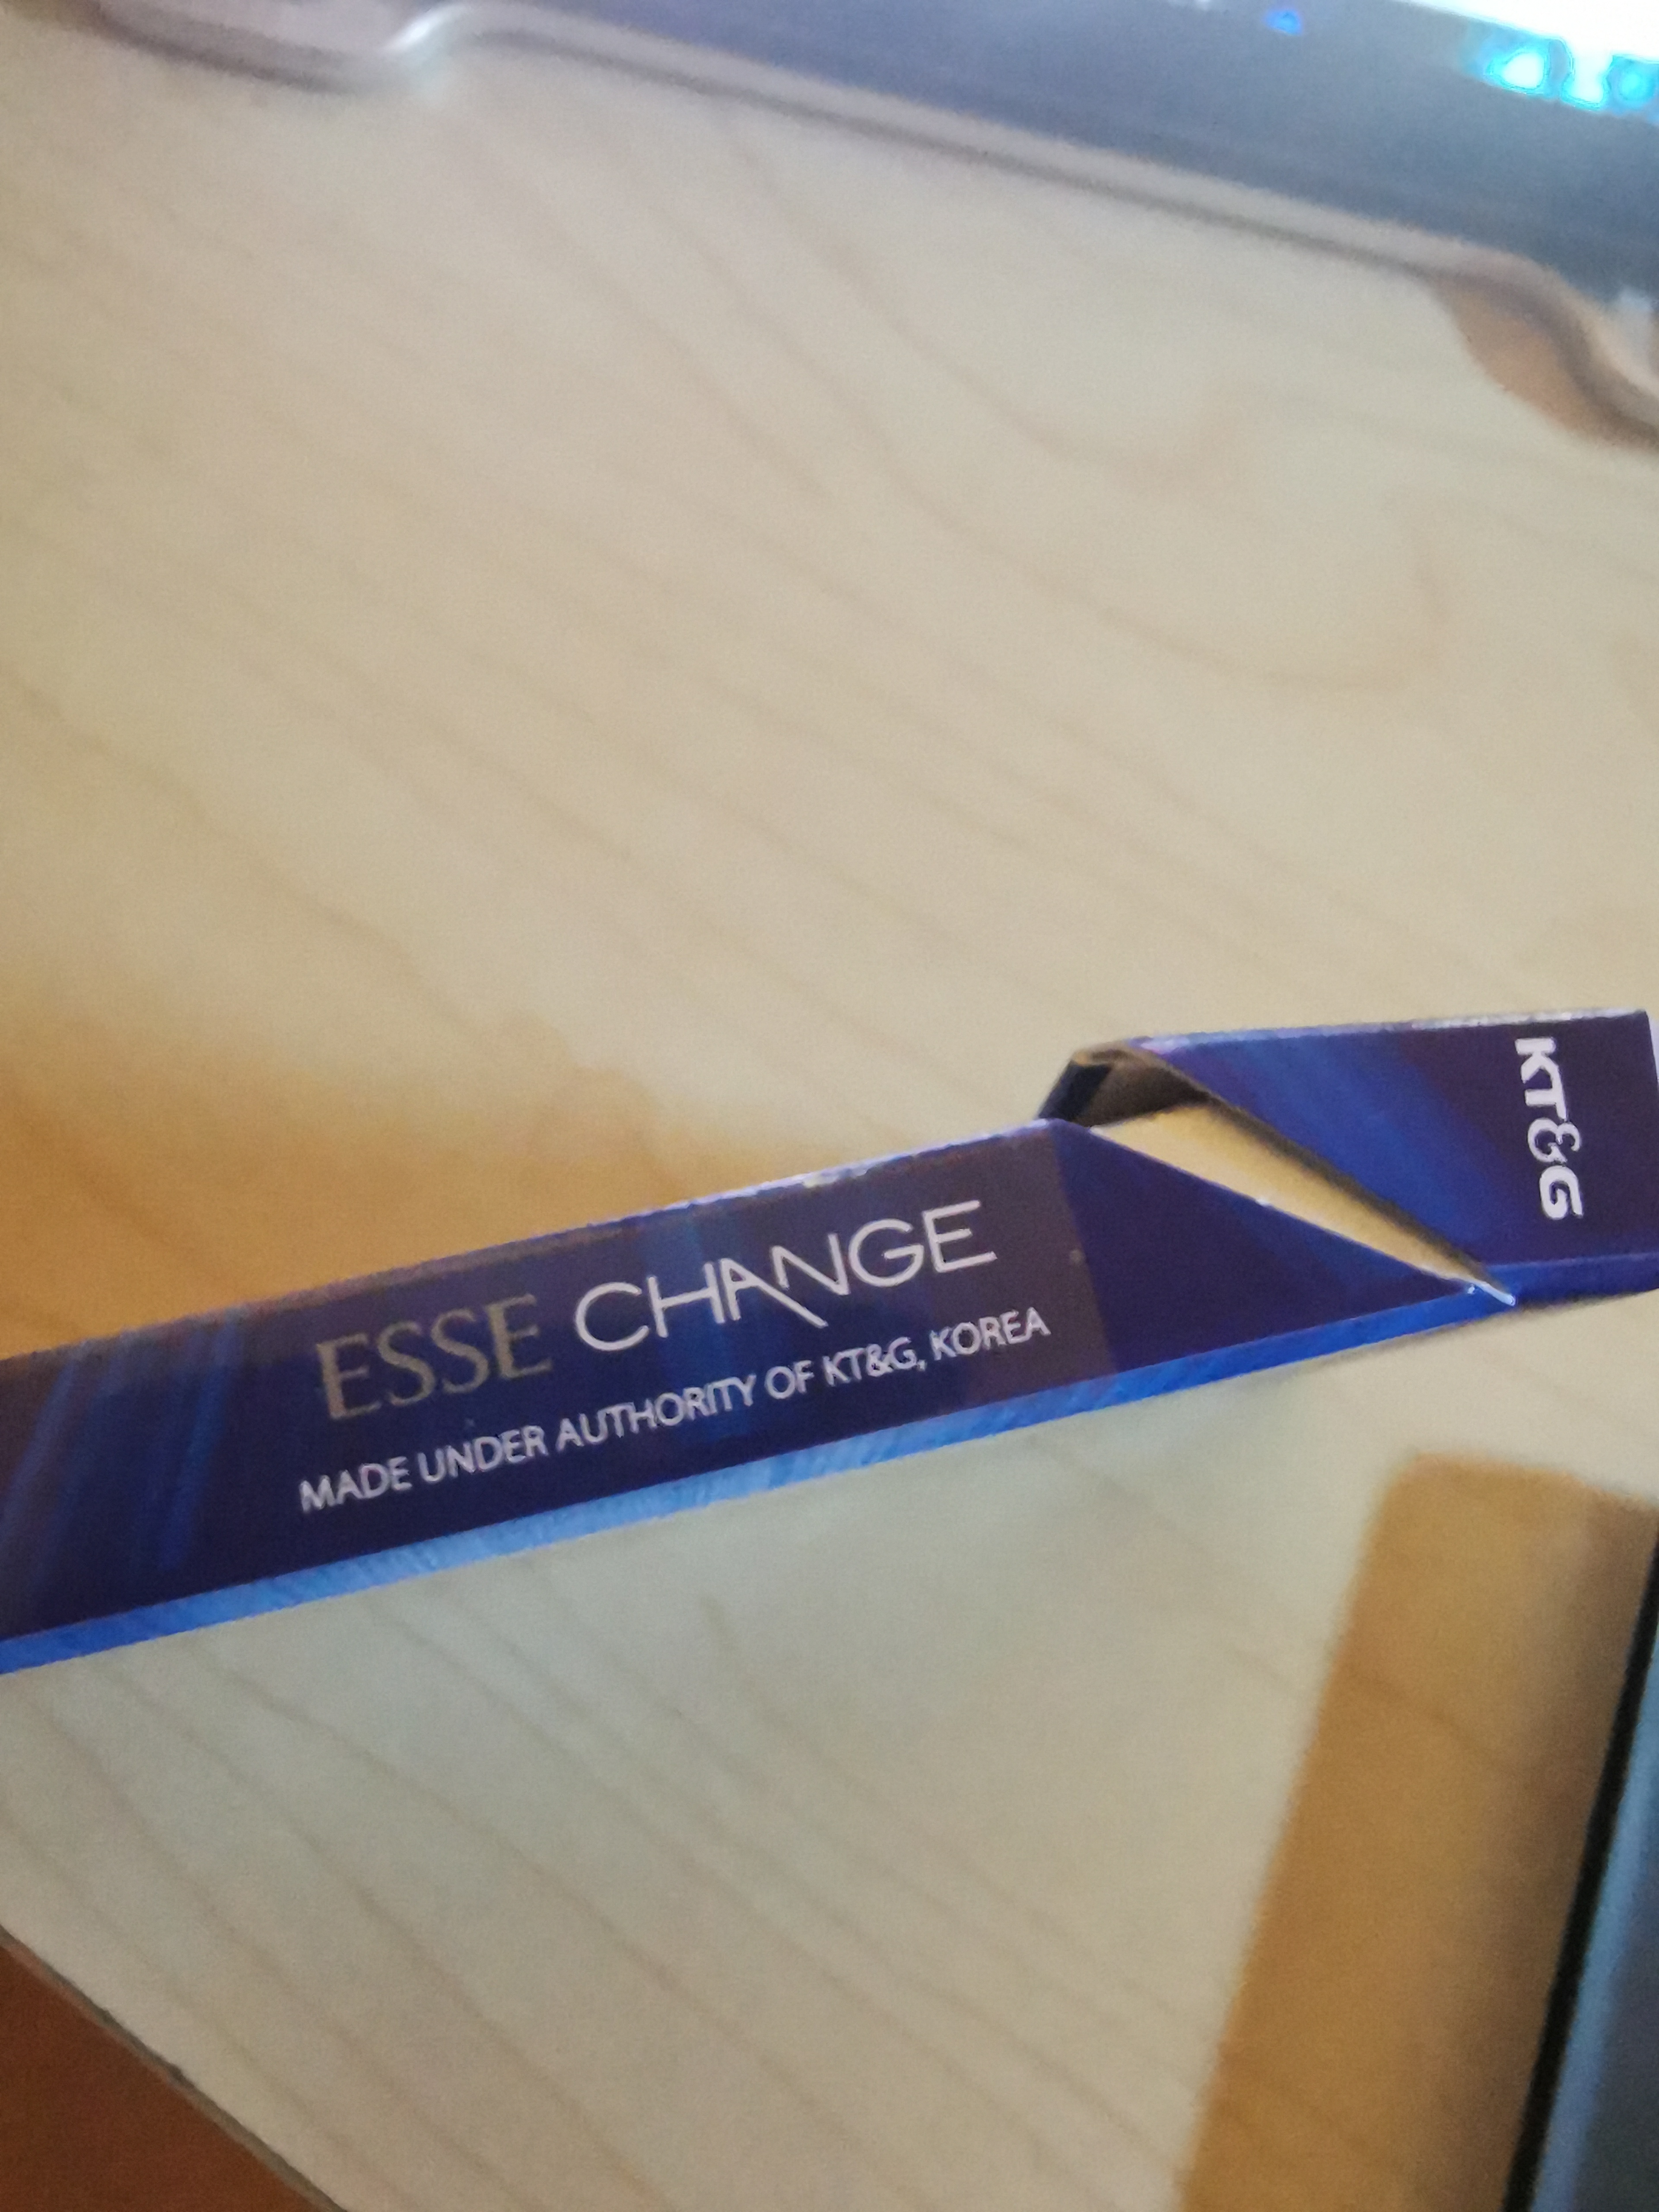 ESSE CHANGE
MADE UNDER AUTHORITY OF KT&G, KOREA
KT&G